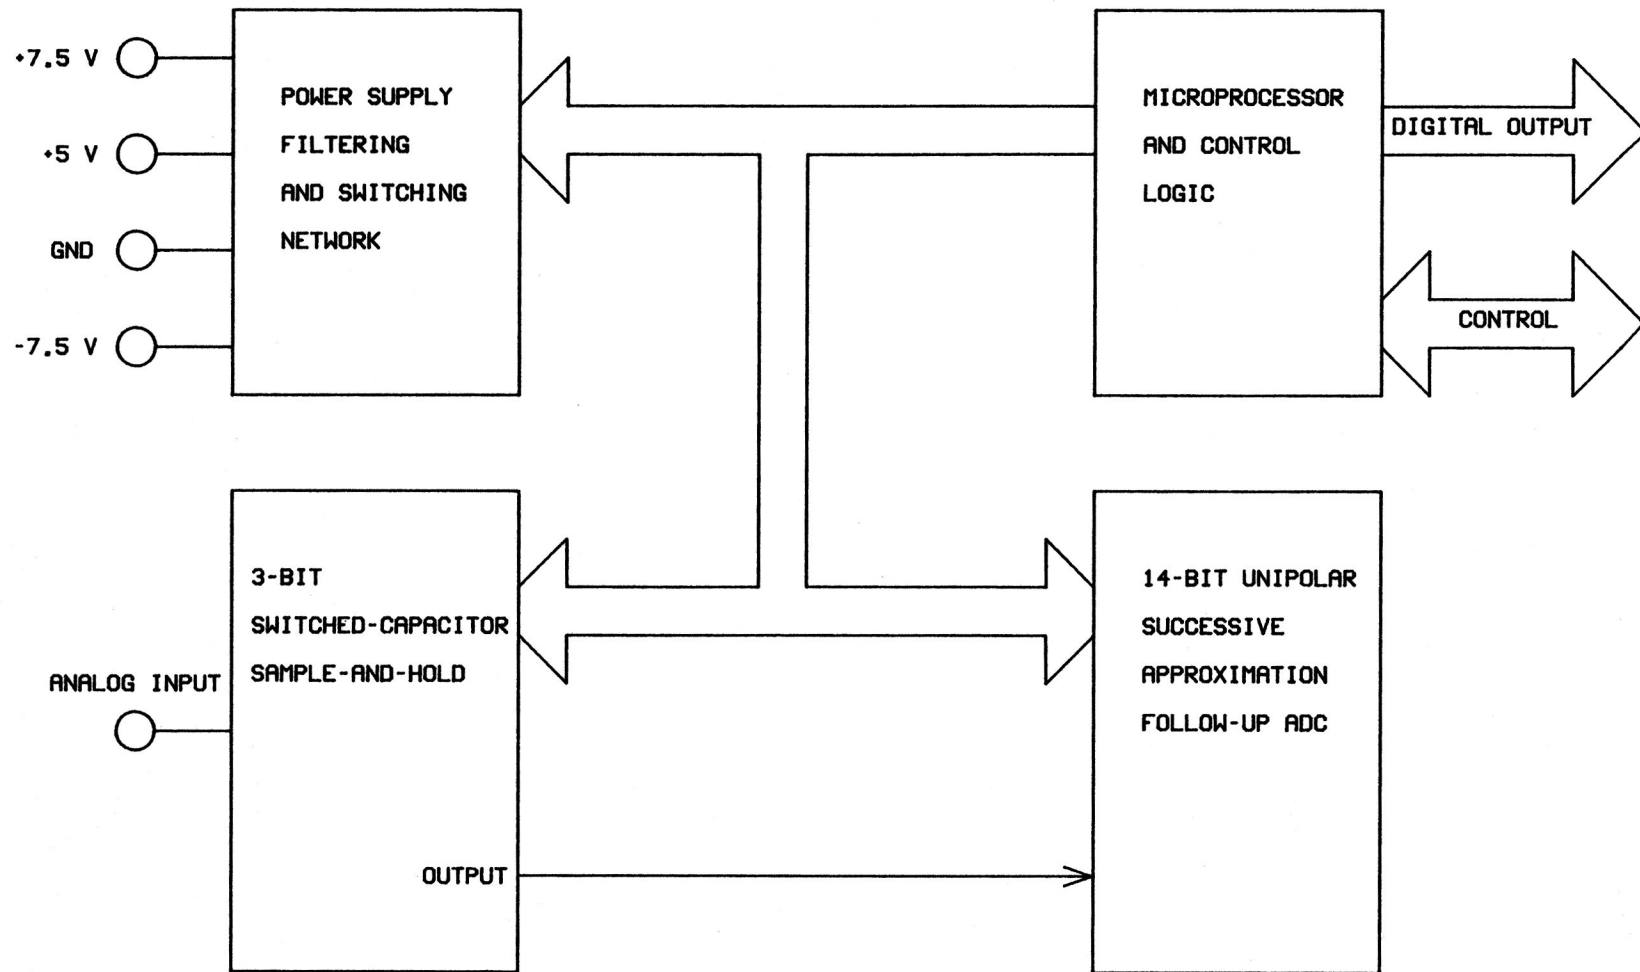 +7.5 V
+5 V
GND
-7.5 V
POWER SUPPLY
FILTERING
AND SWITCHING
NETWORK
MICROPROCESSOR
AND CONTROL
LOGIC
DIGITAL OUTPUT
CONTROL
3-BIT
SWITCHED-CAPACITOR
SAMPLE-AND-HOLD
ANALOG INPUT
OUTPUT
14-BIT UNIPOLAR
SUCCESSIVE
APPROXIMATION
FOLLOW-UP ADC